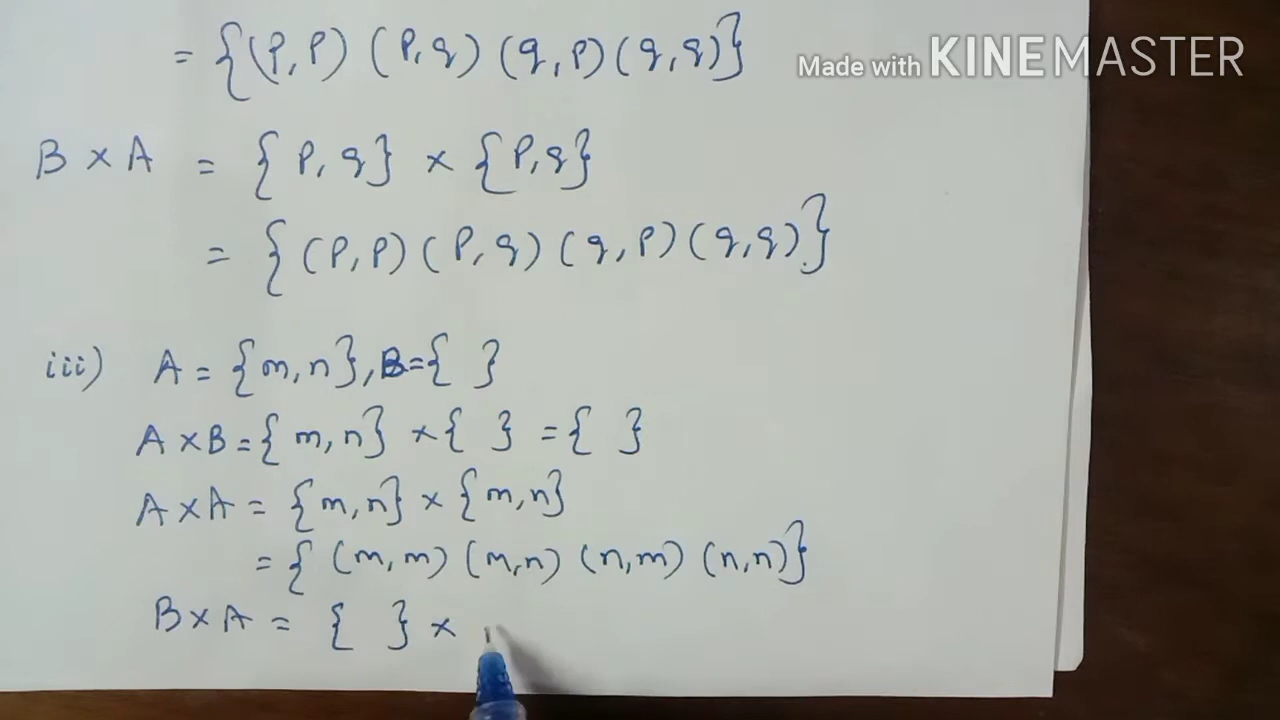 = {(P,P) (P,q) (q,P) (q,q)}
Made with KINEMASTER
B × A = {P,q} × {P,q}
= {(P,P) (P,q) (q,P) (q,q)}
iii) A = {m,n}, B={ }
A × B = {m,n} × { } = { }
A × A = {m,n} × {m,n}
= { (m,m) (m,n) (n,m) (n,n)}
B × A = { } ×